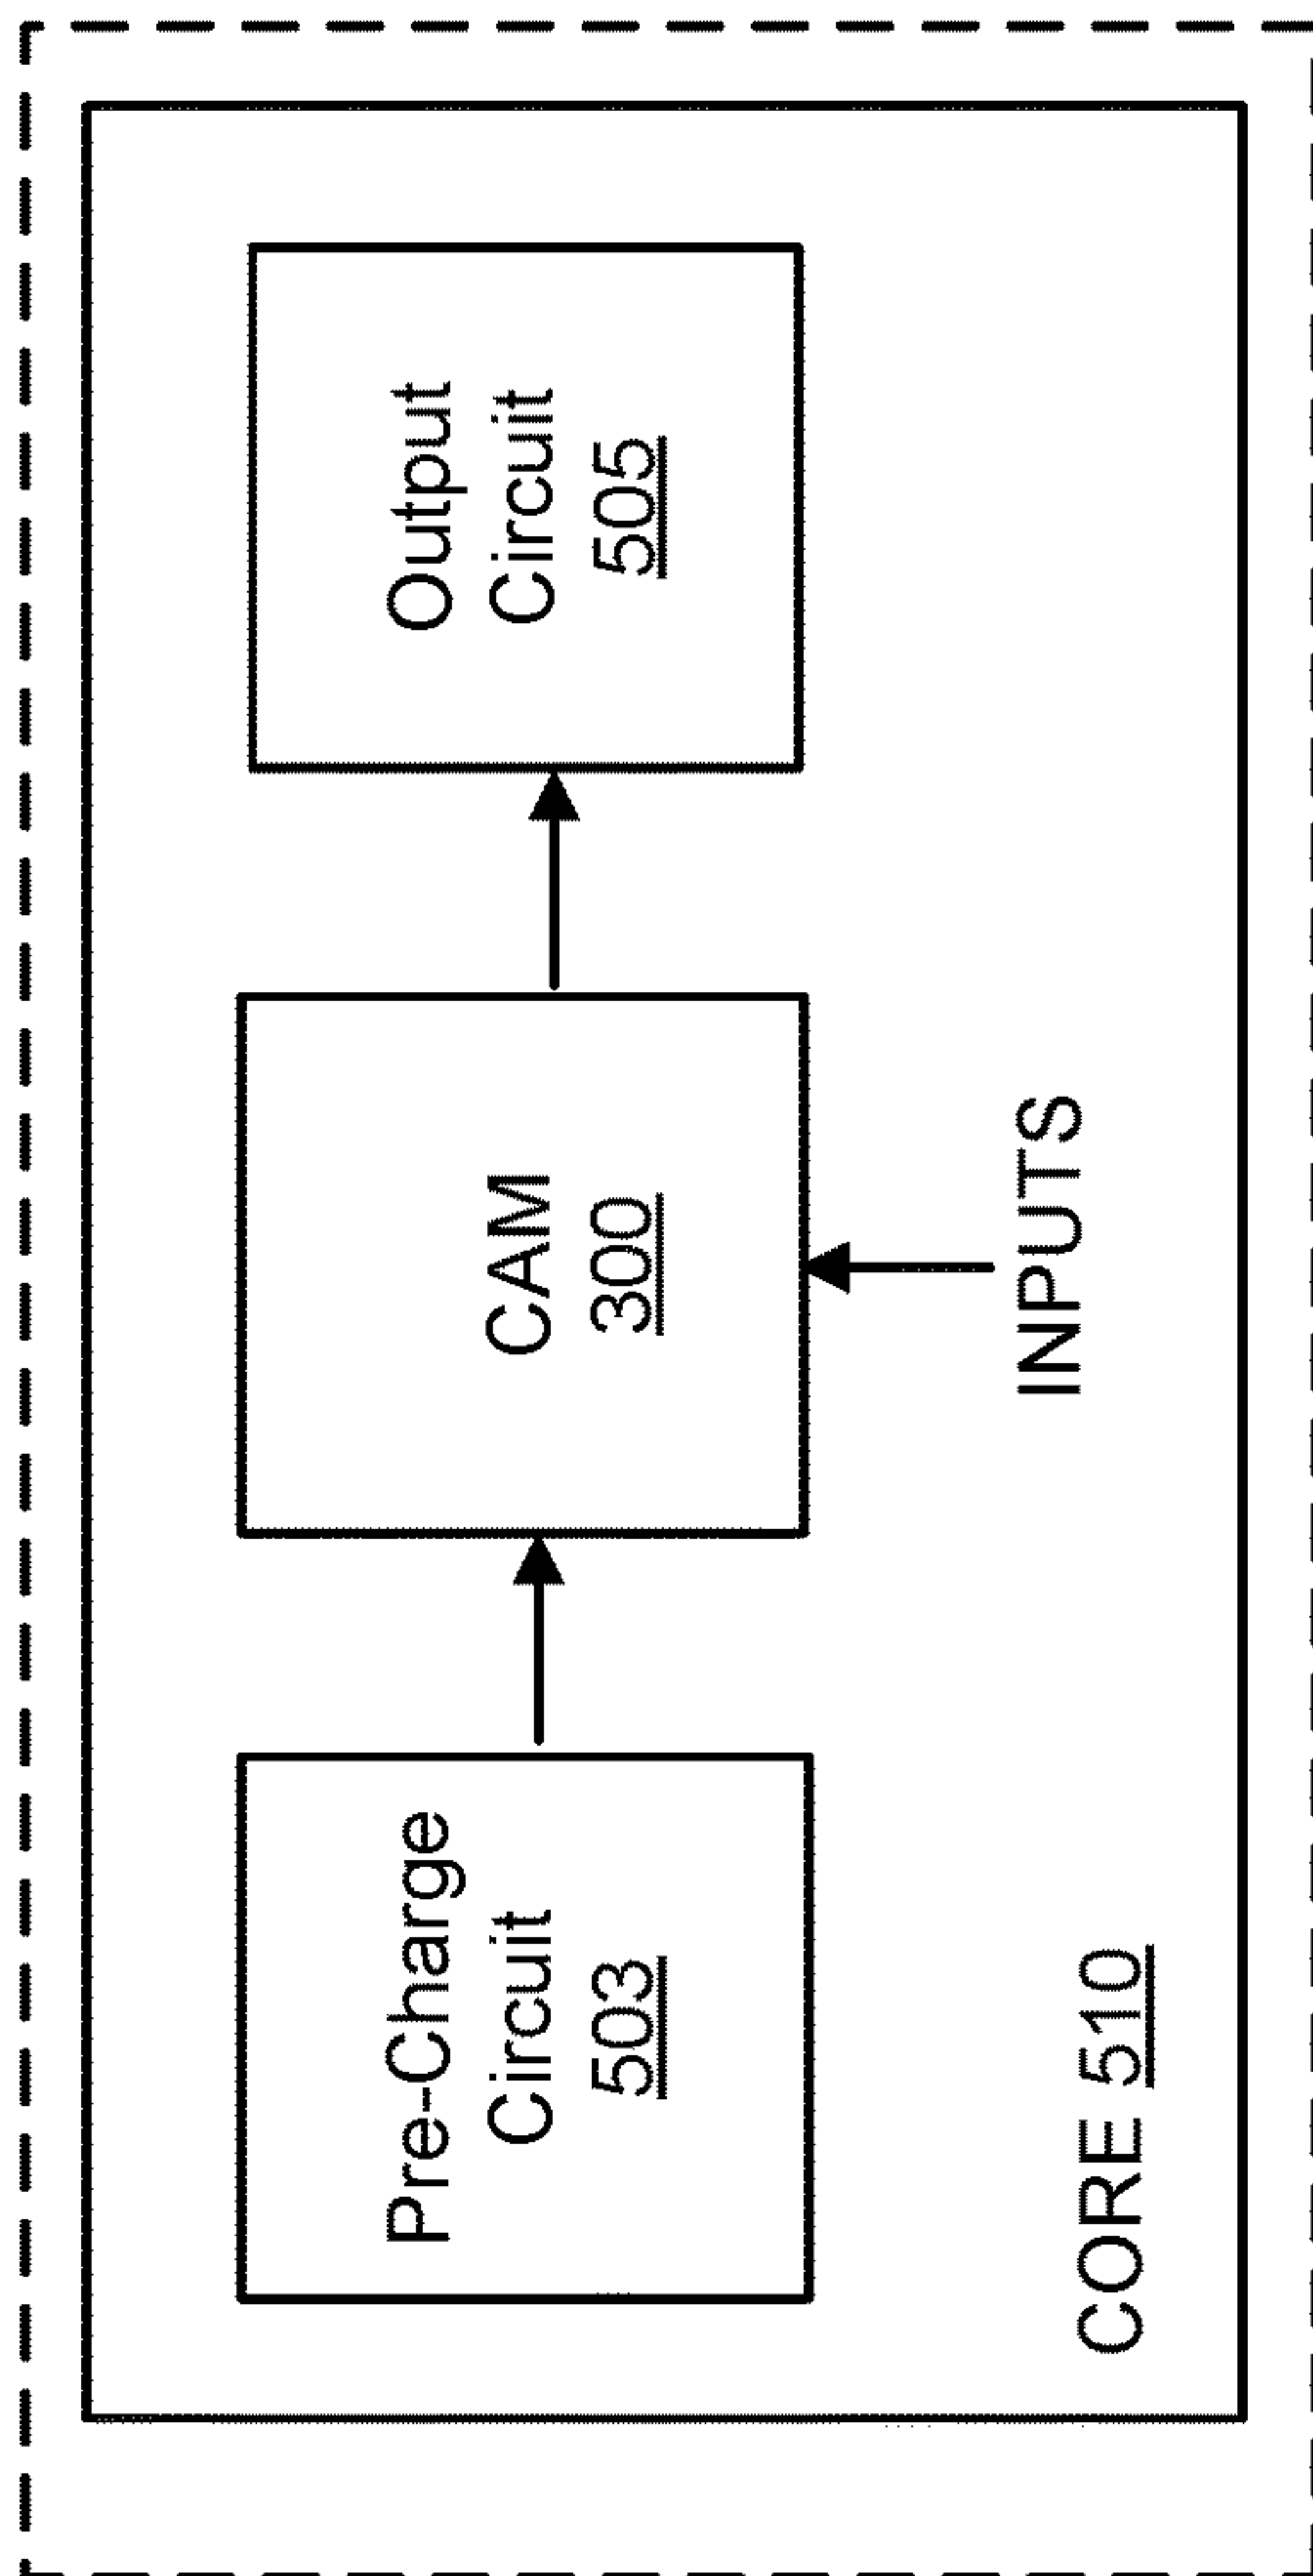 Pre-Charge
Circuit
503
CAM
300
Output
Circuit
505
INPUTS
CORE 510